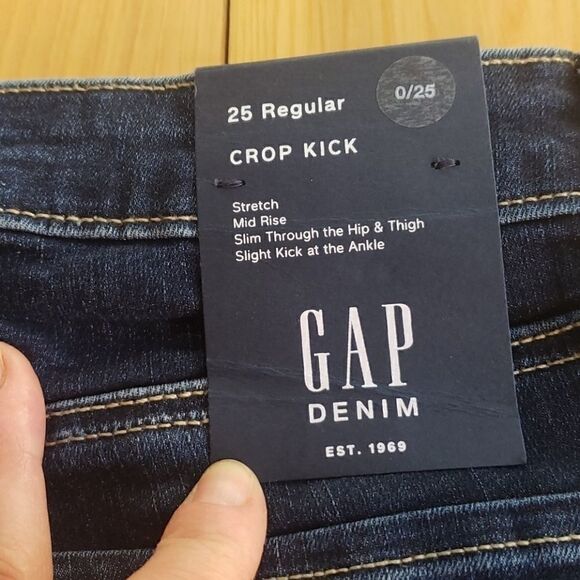 0/25
25 Regular
CROP KICK
Stretch
Mid Rise
Slim Through the Hip & Thigh
Slight Kick at the Ankle
GAP
DENIM
EST. 1969